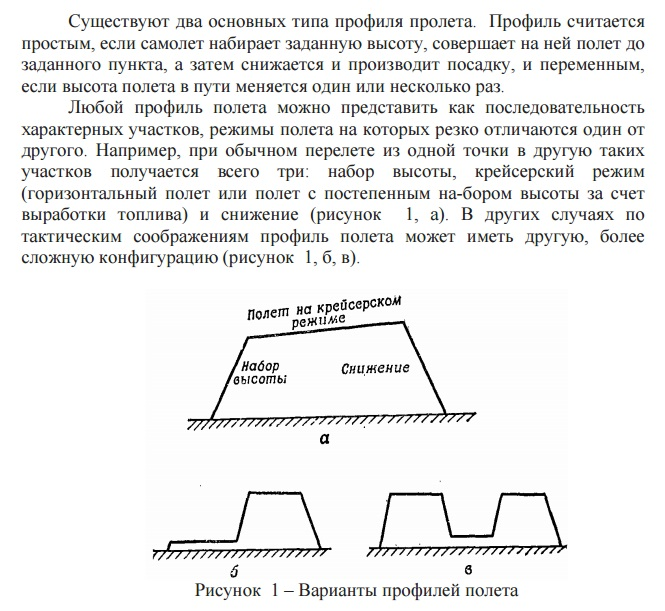 Существуют два основных типа профиля пролета. Профиль считается
простым, если самолет набирает заданную высоту, совершает на ней полет до
заданного пункта, а затем снижается и производит посадку, и переменным,
если высота полета в пути меняется один или несколько раз.
Любой профиль полета можно представить как последовательность
характерных участков, режимы полета на которых резко отличаются один от
другого. Например, при обычном перелете из одной точки в другую таких
участков получается всего три: набор высоты, крейсерский режим
(горизонтальный полет или полет с постепенным на-бором высоты за счет
выработки топлива) и снижение (рисунок 1, а). В других случаях по
тактическим соображениям профиль полета может иметь другую, более
сложную конфигурацию (рисунок 1, б, в).
Полет на крейсерском
режиме
Набор
высоты
Снижение
а
б
в
Рисунок 1 – Варианты профилей полета